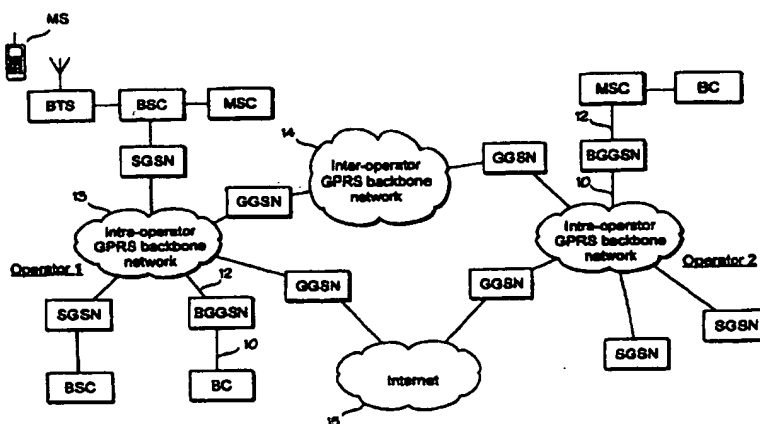 MS
BTS
BSC
MSC
SGSN
13
Intra-operator
GPRS backbone
network
Operator 1
12
SGSN
BGGSN
10
BSC
BC
GGSN
14
Inter-operator
GPRS backbone
network
GGSN
GGSN
GGSN
Internet
15
MSC
BC
12
BGGSN
10
Intra-operator
GPRS backbone
network
Operator 2
SGSN
SGSN